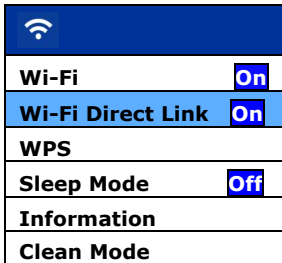 Wi-Fi On
Wi-Fi Direct Link On
WPS
Sleep Mode Off
Information
Clean Mode